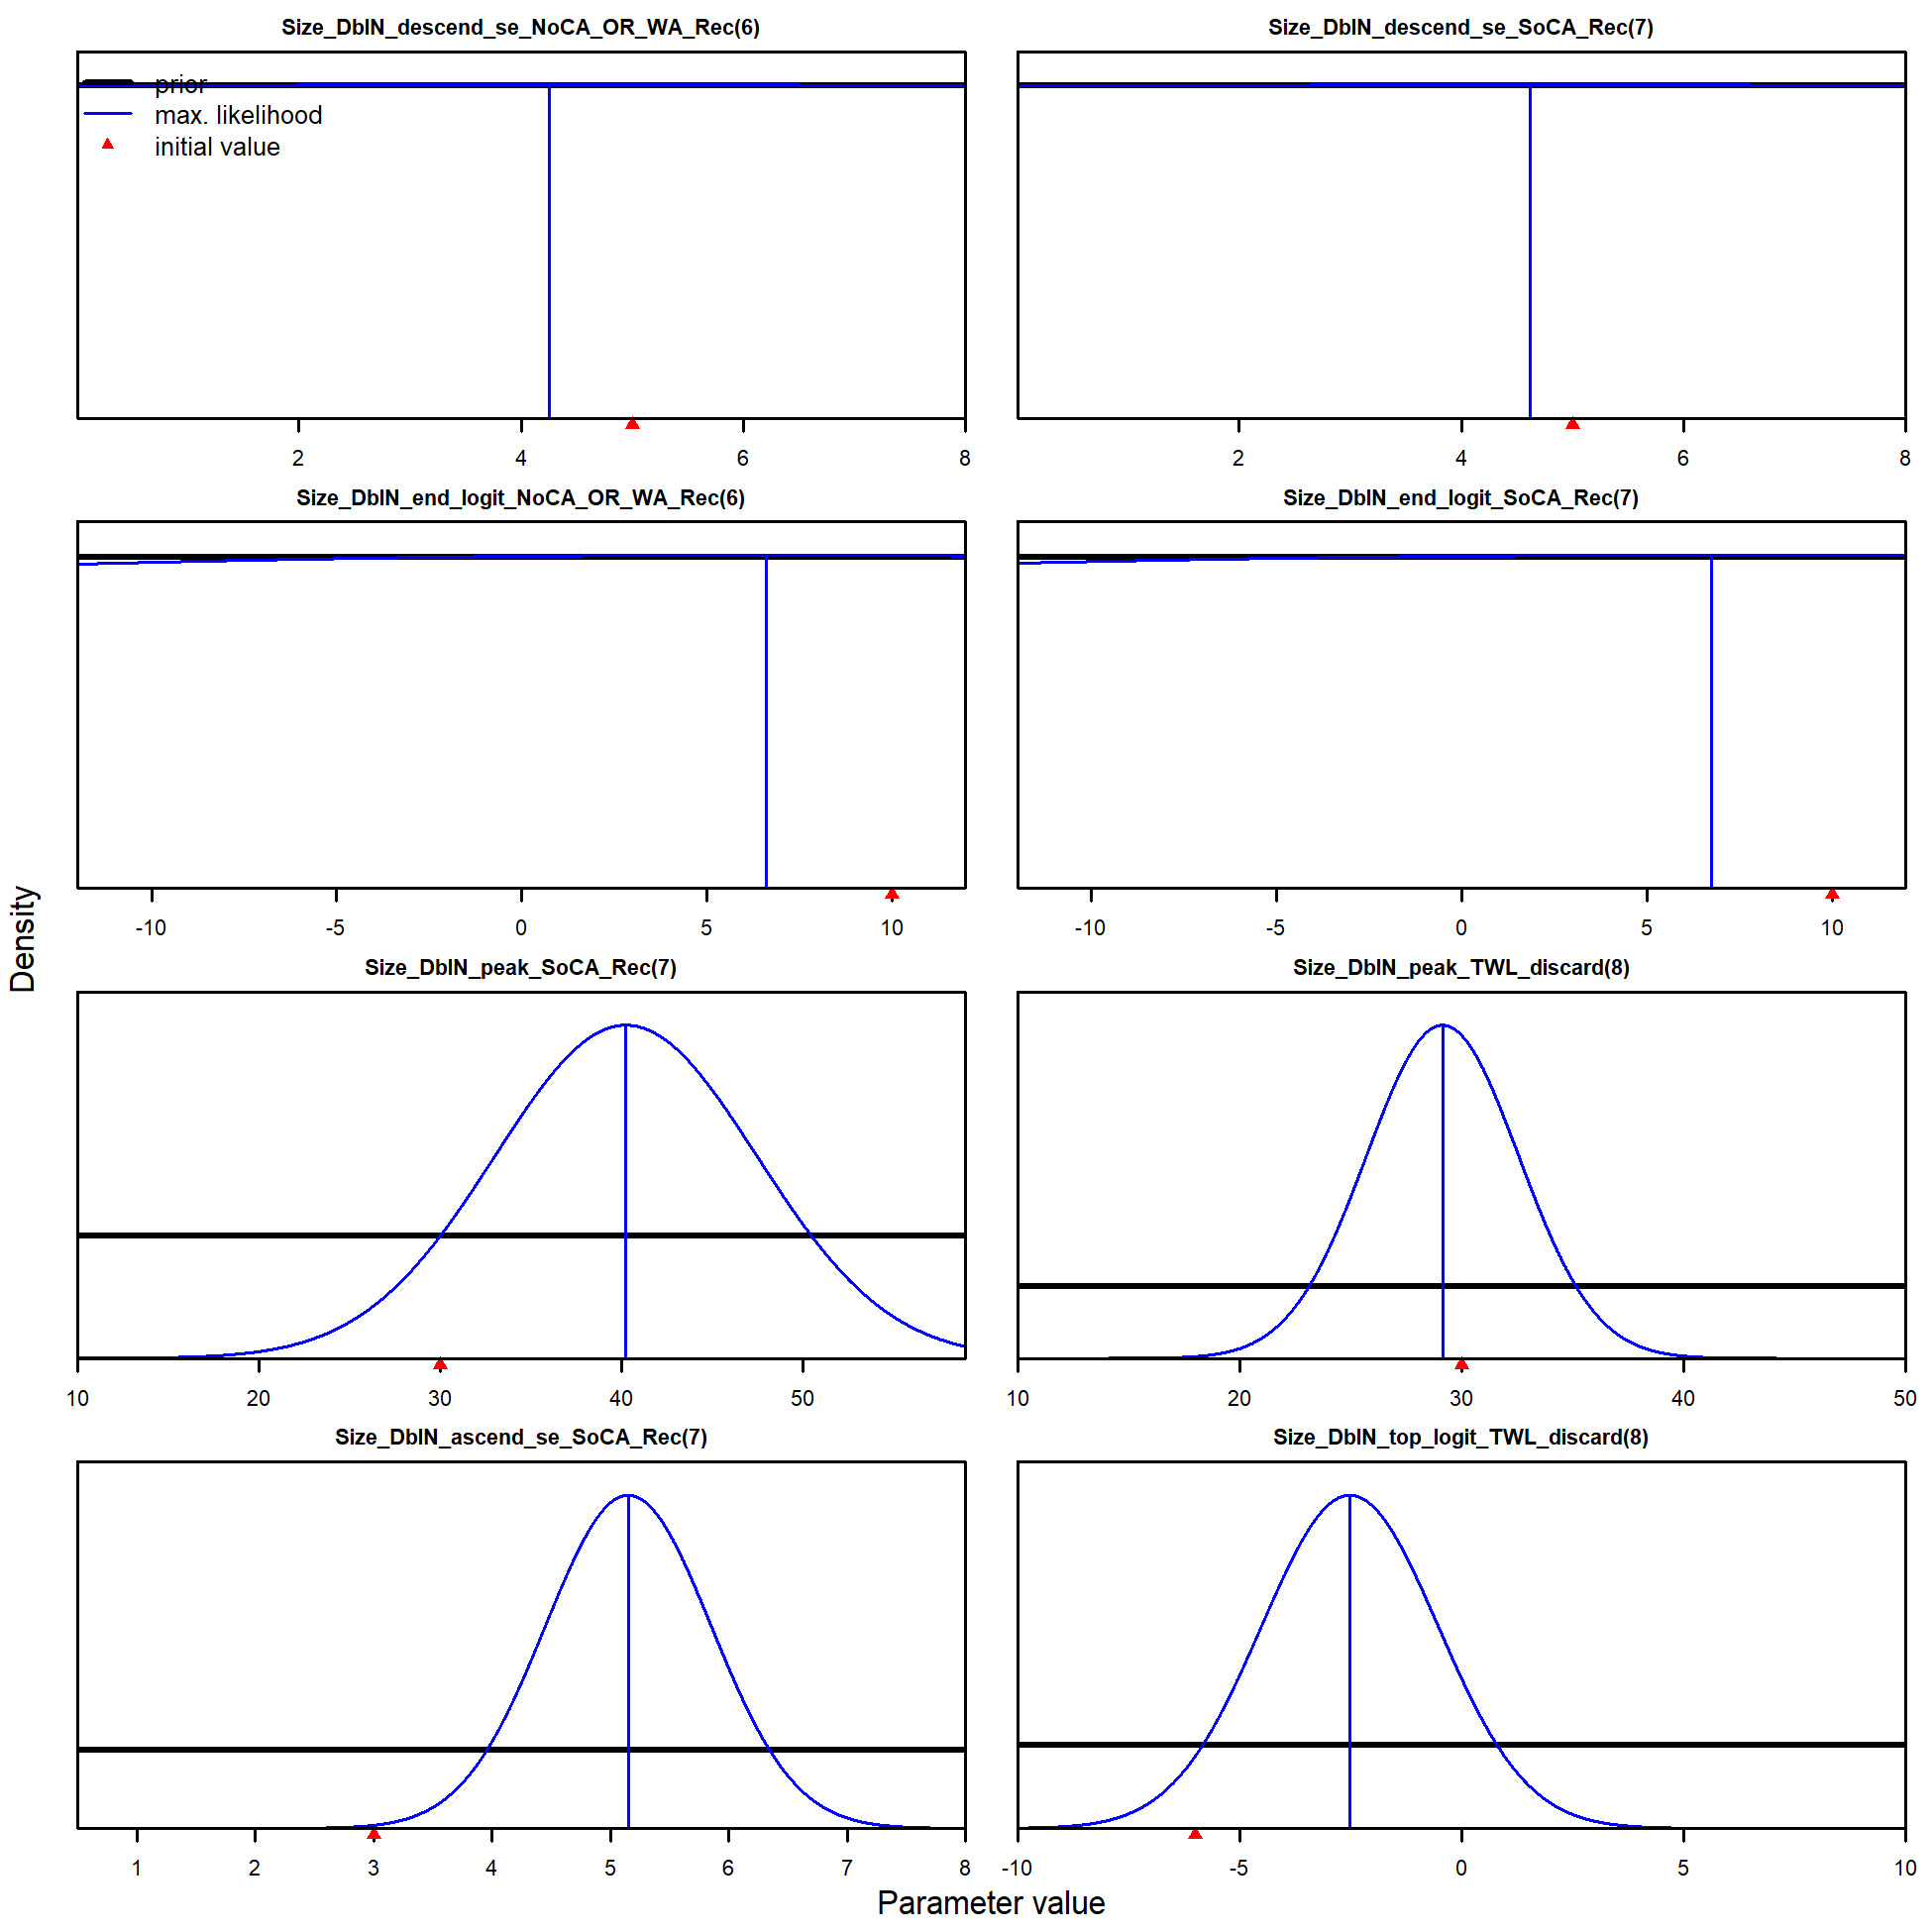 Size_DblN_descend_se_NoCA_OR_WA_Rec(6)
Size_DblN_descend_se_SoCA_Rec(7)
prior
max. likelihood
initial value
2 4 6 8
2 4 6 8
Size_DblN_end_logit_NoCA_OR_WA_Rec(6)
Size_DblN_end_logit_SoCA_Rec(7)
-10 -5 0 5 10
-10 -5 0 5 10
Density
Size_DblN_peak_SoCA_Rec(7)
Size_DblN_peak_TWL_discard(8)
10 20 30 40 50
10 20 30 40 50
Size_DblN_ascend_se_SoCA_Rec(7)
Size_DblN_top_logit_TWL_discard(8)
1 2 3 4 5 6 7 8
-10 -5 0 5 10
Parameter value